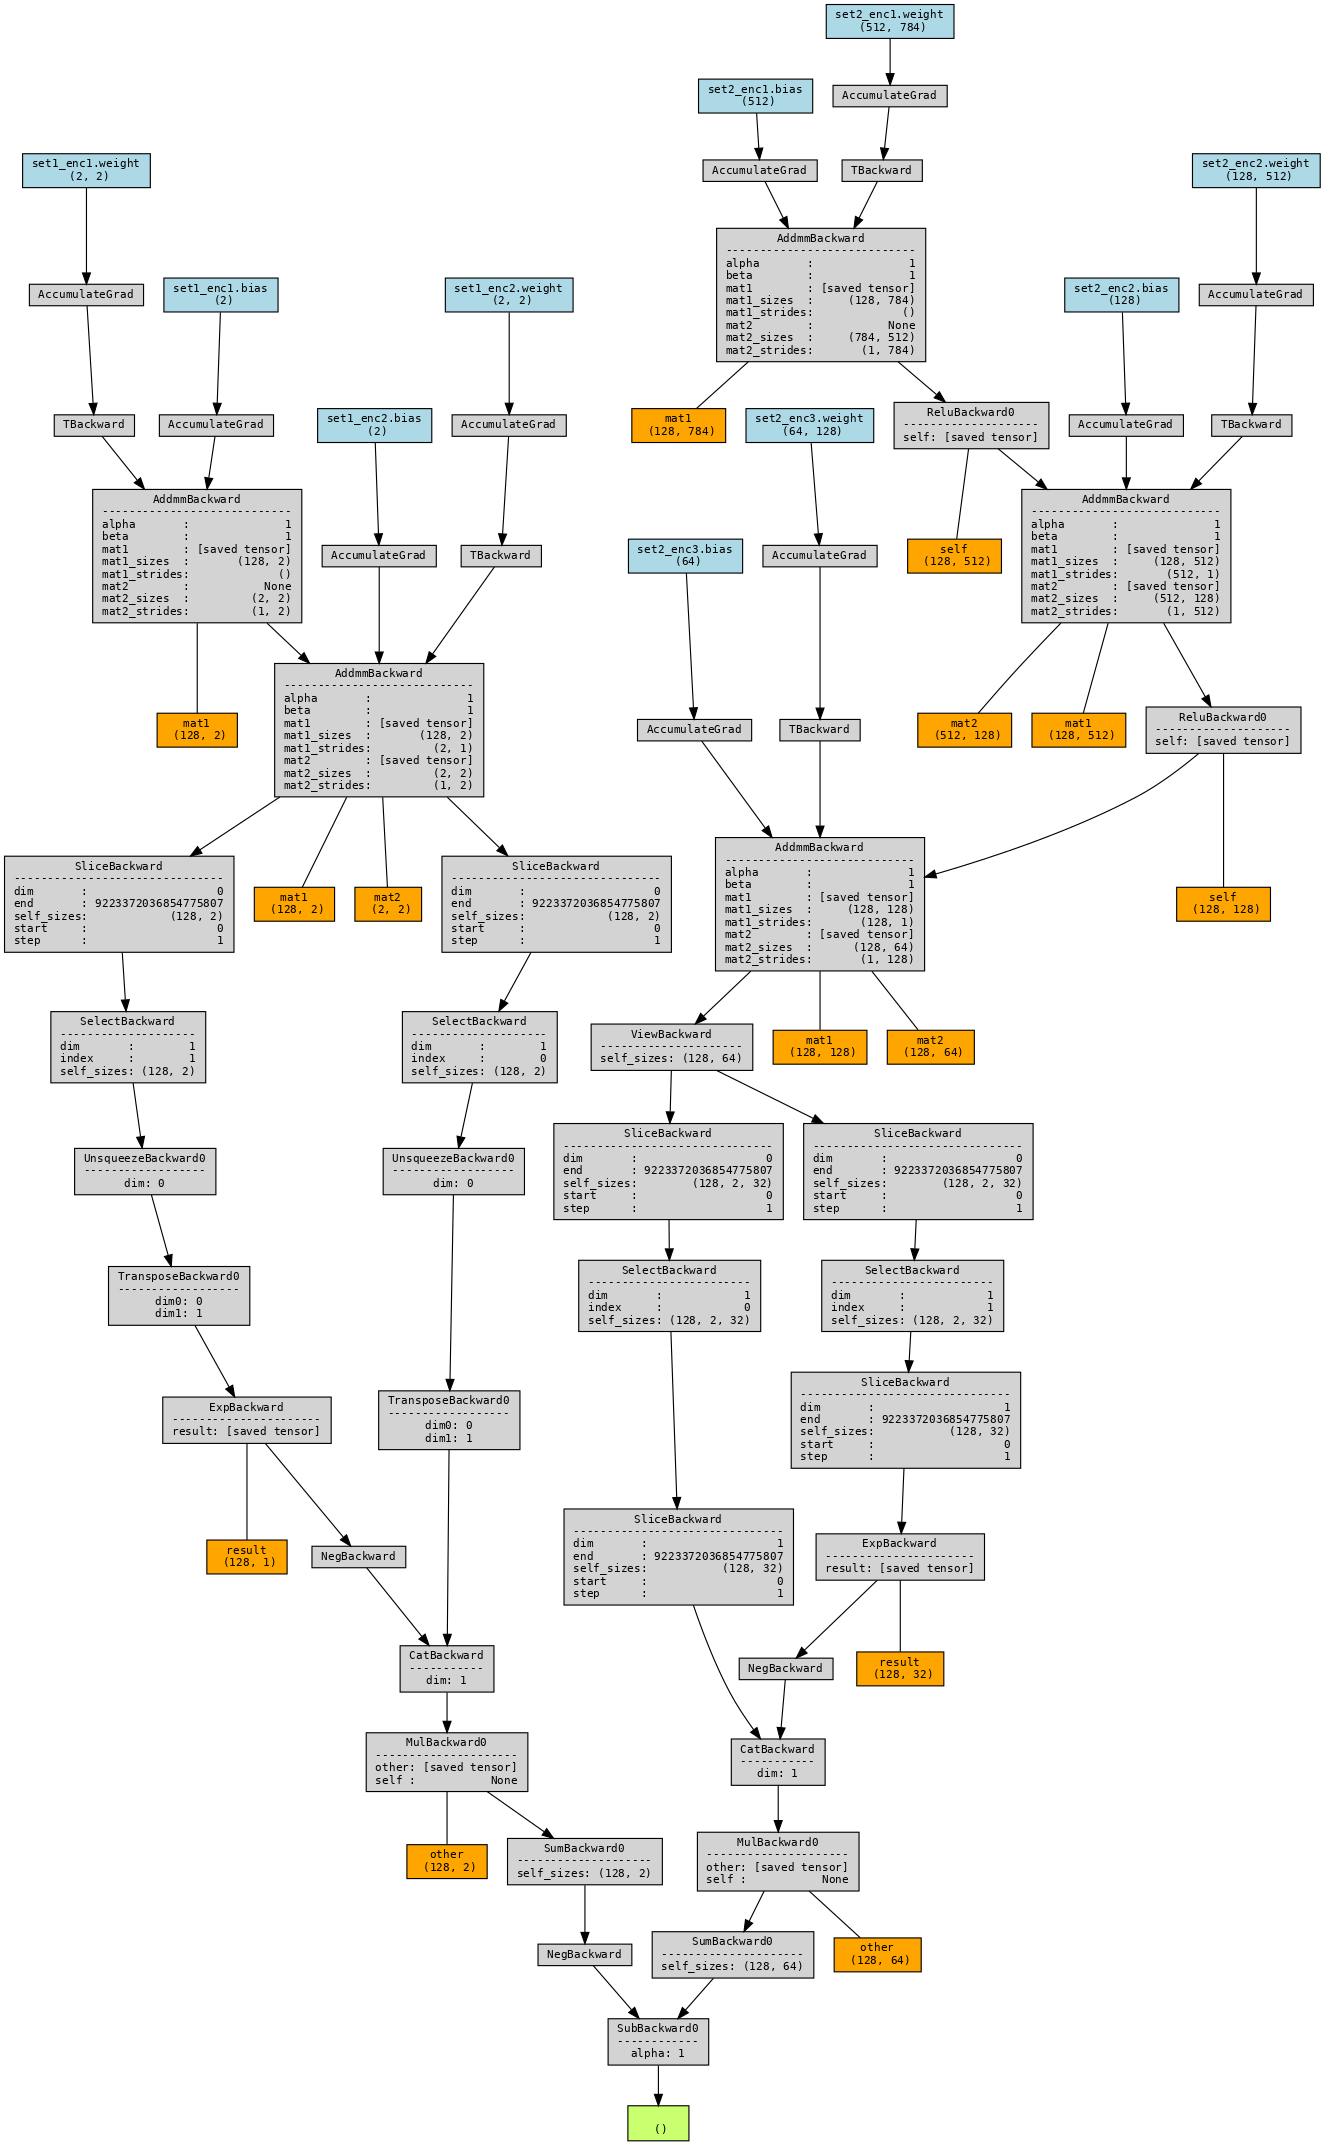 set2_enc1.weight
(512, 784)
set2_enc1.bias
(512)
AccumulateGrad
set1_enc1.weight
(2, 2)
AccumulateGrad
TBackward
set2_enc2.weight
(128, 512)
AddmmBackward
---------------------------
alpha       :              1
beta        :              1
mat1        : [saved tensor]
mat1_sizes  :     (128, 784)
mat1_strides:             ()
mat2        :           None
mat2_sizes  :     (784, 512)
mat2_strides:       (1, 784)
AccumulateGrad
set1_enc1.bias
(2)
set1_enc2.weight
(2, 2)
set2_enc2.bias
(128)
AccumulateGrad
TBackward
AccumulateGrad
set1_enc2.bias
(2)
AccumulateGrad
mat1
(128, 784)
set2_enc3.weight
(64, 128)
ReluBackward0
--------------------
self: [saved tensor]
AccumulateGrad
TBackward
AddmmBackward
---------------------------
alpha       :              1
beta        :              1
mat1        : [saved tensor]
mat1_sizes  :       (128, 2)
mat1_strides:             ()
mat2        :           None
mat2_sizes  :         (2, 2)
mat2_strides:         (1, 2)
AccumulateGrad
TBackward
set2_enc3.bias
(64)
AccumulateGrad
self
(128, 512)
AddmmBackward
---------------------------
alpha       :              1
beta        :              1
mat1        : [saved tensor]
mat1_sizes  :     (128, 512)
mat1_strides:       (512, 1)
mat2        : [saved tensor]
mat2_sizes  :     (512, 128)
mat2_strides:       (1, 512)
mat1
(128, 2)
AddmmBackward
---------------------------
alpha       :              1
beta        :              1
mat1        : [saved tensor]
mat1_sizes  :       (128, 2)
mat1_strides:         (2, 1)
mat2        : [saved tensor]
mat2_sizes  :         (2, 2)
mat2_strides:         (1, 2)
AccumulateGrad
TBackward
mat2
(512, 128)
mat1
(128, 512)
ReluBackward0
--------------------
self: [saved tensor]
SliceBackward
------------------------------
dim       :                   0
end       : 9223372036854775807
self_sizes:            (128, 2)
start     :                   0
step      :                   1
mat1
(128, 2)
mat2
(2, 2)
SliceBackward
------------------------------
dim       :                   0
end       : 9223372036854775807
self_sizes:            (128, 2)
start     :                   0
step      :                   1
AddmmBackward
---------------------------
alpha       :              1
beta        :              1
mat1        : [saved tensor]
mat1_sizes  :     (128, 128)
mat1_strides:       (128, 1)
mat2        : [saved tensor]
mat2_sizes  :      (128, 64)
mat2_strides:       (1, 128)
self
(128, 128)
SelectBackward
--------------------
dim       :        1
index     :        1
self_sizes: (128, 2)
SelectBackward
--------------------
dim       :        1
index     :        0
self_sizes: (128, 2)
ViewBackward
---------------------
self_sizes: (128, 64)
mat1
(128, 128)
mat2
(128, 64)
UnsqueezeBackward0
------------------
dim: 0
UnsqueezeBackward0
------------------
dim: 0
SliceBackward
------------------------------
dim       :                   0
end       : 9223372036854775807
self_sizes:        (128, 2, 32)
start     :                   0
step      :                   1
SliceBackward
------------------------------
dim       :                   0
end       : 9223372036854775807
self_sizes:        (128, 2, 32)
start     :                   0
step      :                   1
TransposeBackward0
------------------
dim0: 0
dim1: 1
SelectBackward
------------------------
dim       :            1
index     :            0
self_sizes: (128, 2, 32)
SelectBackward
------------------------
dim       :            1
index     :            1
self_sizes: (128, 2, 32)
ExpBackward
----------------------
result: [saved tensor]
TransposeBackward0
------------------
dim0: 0
dim1: 1
SliceBackward
------------------------------
dim       :                   1
end       : 9223372036854775807
self_sizes:           (128, 32)
start     :                   0
step      :                   1
result
(128, 1)
NegBackward
SliceBackward
------------------------------
dim       :                   1
end       : 9223372036854775807
self_sizes:           (128, 32)
start     :                   0
step      :                   1
ExpBackward
----------------------
result: [saved tensor]
CatBackward
-----------
dim: 1
NegBackward
result
(128, 32)
MulBackward0
---------------------
other: [saved tensor]
self :           None
CatBackward
-----------
dim: 1
other
(128, 2)
SumBackward0
--------------------
self_sizes: (128, 2)
MulBackward0
---------------------
other: [saved tensor]
self :           None
NegBackward
SumBackward0
---------------------
self_sizes: (128, 64)
other
(128, 64)
SubBackward0
------------
alpha: 1
()